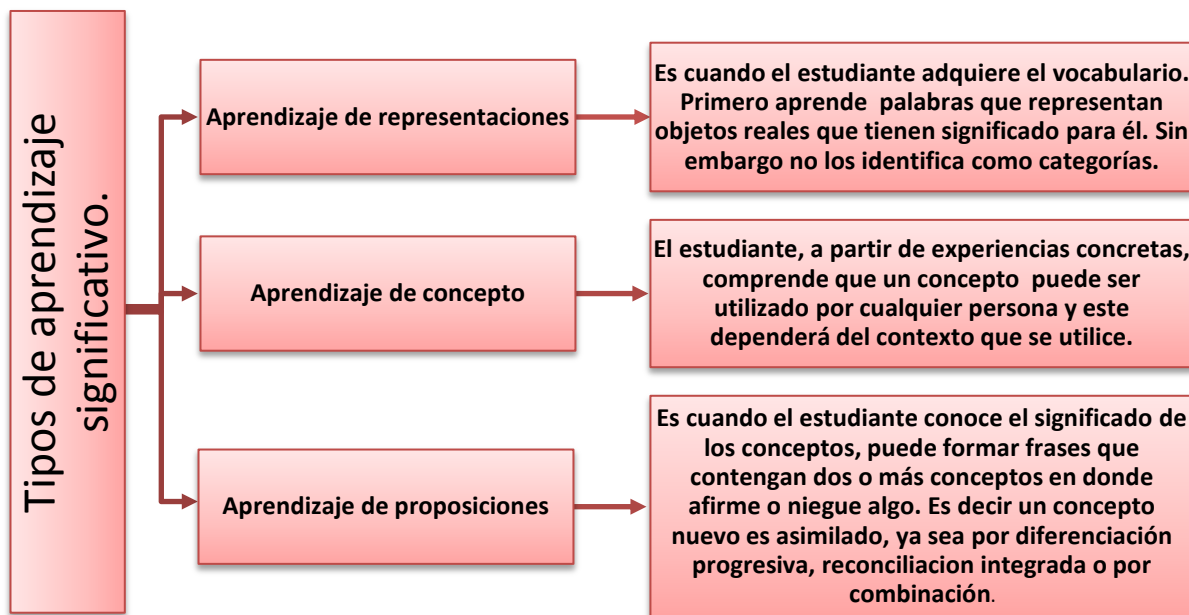 Tipos de aprendizaje
significativo.
Aprendizaje de representaciones
Es cuando el estudiante adquiere el vocabulario.
Primero aprende palabras que representan
objetos reales que tienen significado para él. Sin
embargo no los identifica como categorías.
Aprendizaje de concepto
El estudiante, a partir de experiencias concretas,
comprende que un concepto puede ser
utilizado por cualquier persona y este
dependerá del contexto que se utilice.
Aprendizaje de proposiciones
Es cuando el estudiante conoce el significado de
los conceptos, puede formar frases que
contengan dos o más conceptos en donde
afirme o niegue algo. Es decir un concepto
nuevo es asimilado, ya sea por diferenciación
progresiva, reconciliacion integrada o por
combinación.